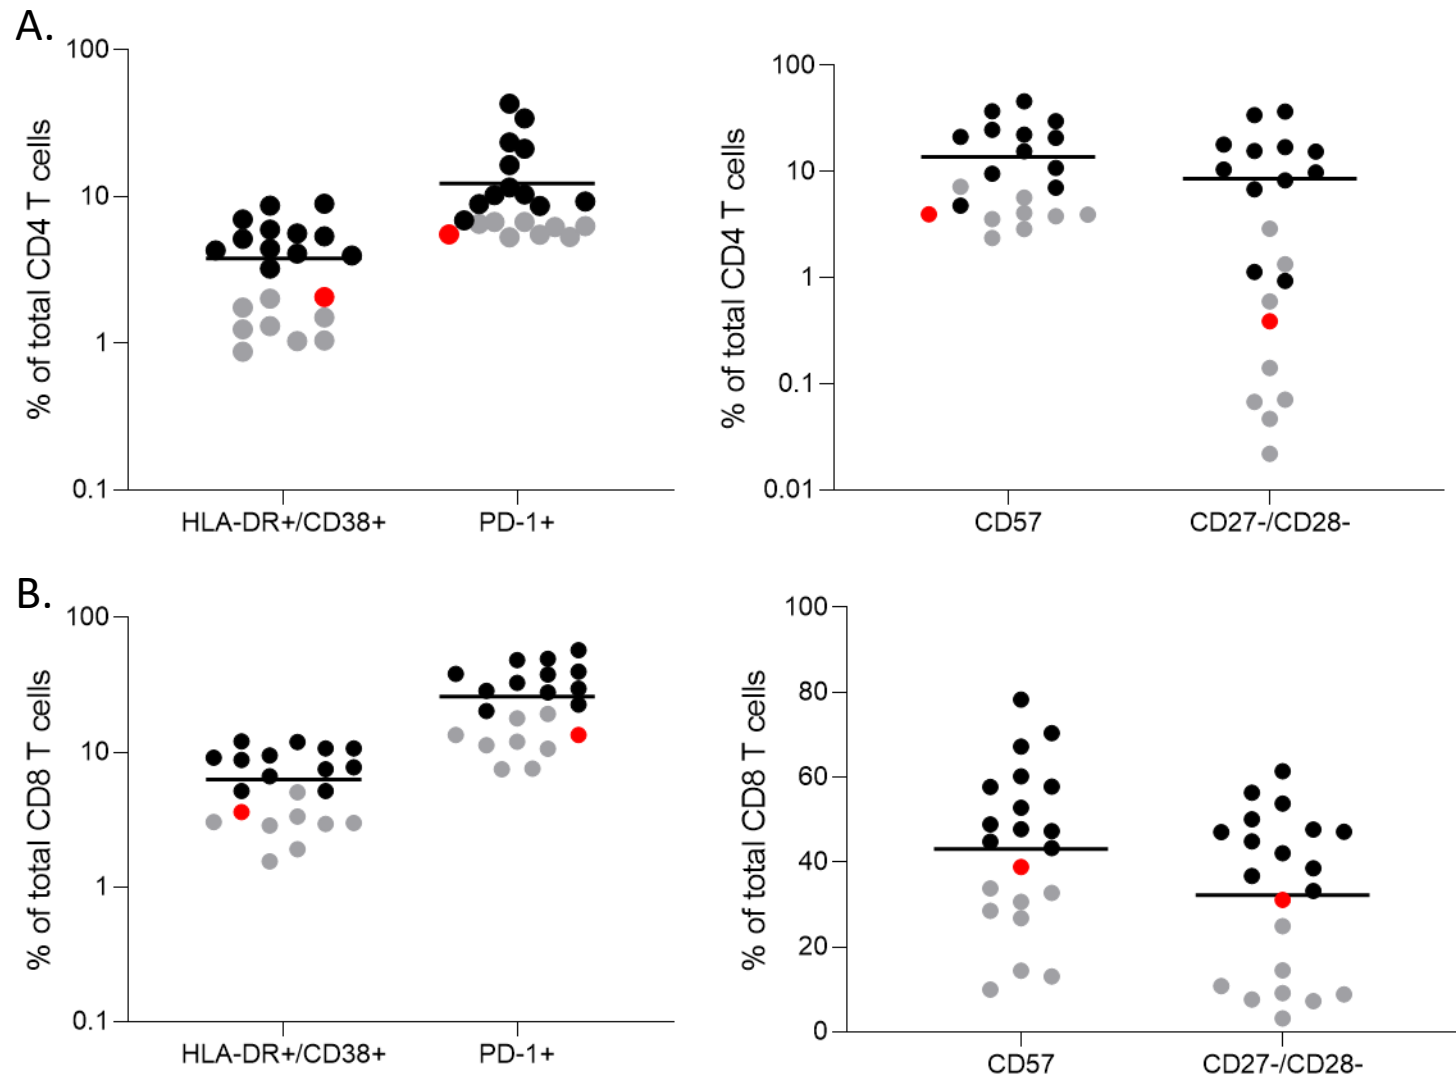 A.
100
10
1
0.1
% of total CD4 T cells
HLA-DR+/CD38+
PD-1+
100
10
1
0.1
0.01
% of total CD4 T cells
CD57
CD27-/CD28-
B.
100
10
1
0.1
% of total CD8 T cells
HLA-DR+/CD38+
PD-1+
100
80
60
40
20
0
% of total CD8 T cells
CD57
CD27-/CD28-